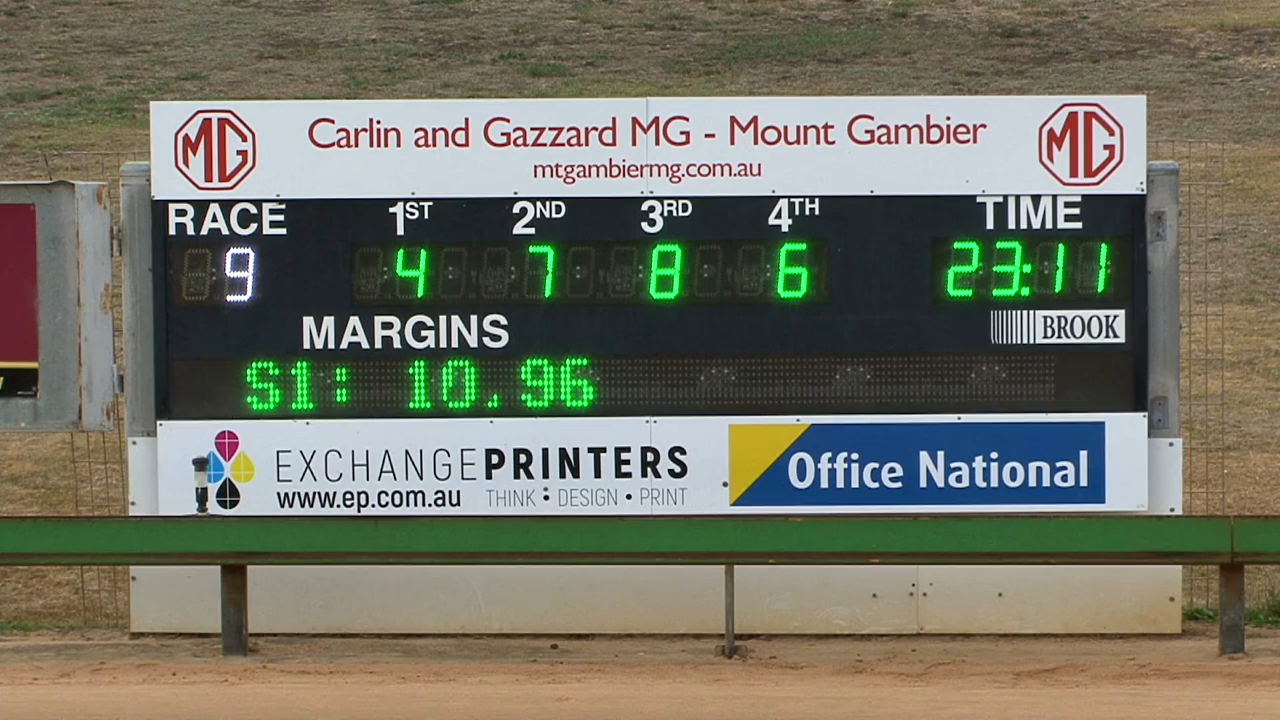 MG Carlin and Gazzard MG - Mount Gambier MG
mtgambiermg.com.au
RACE 1ST 2ND 3RD 4TH TIME
9 4 7 8 6 23:11
MARGINS BROOK
S1: 10.96
EXCHANGEPRINTERS Office National
www.ep.com.au THINK • DESIGN • PRINT